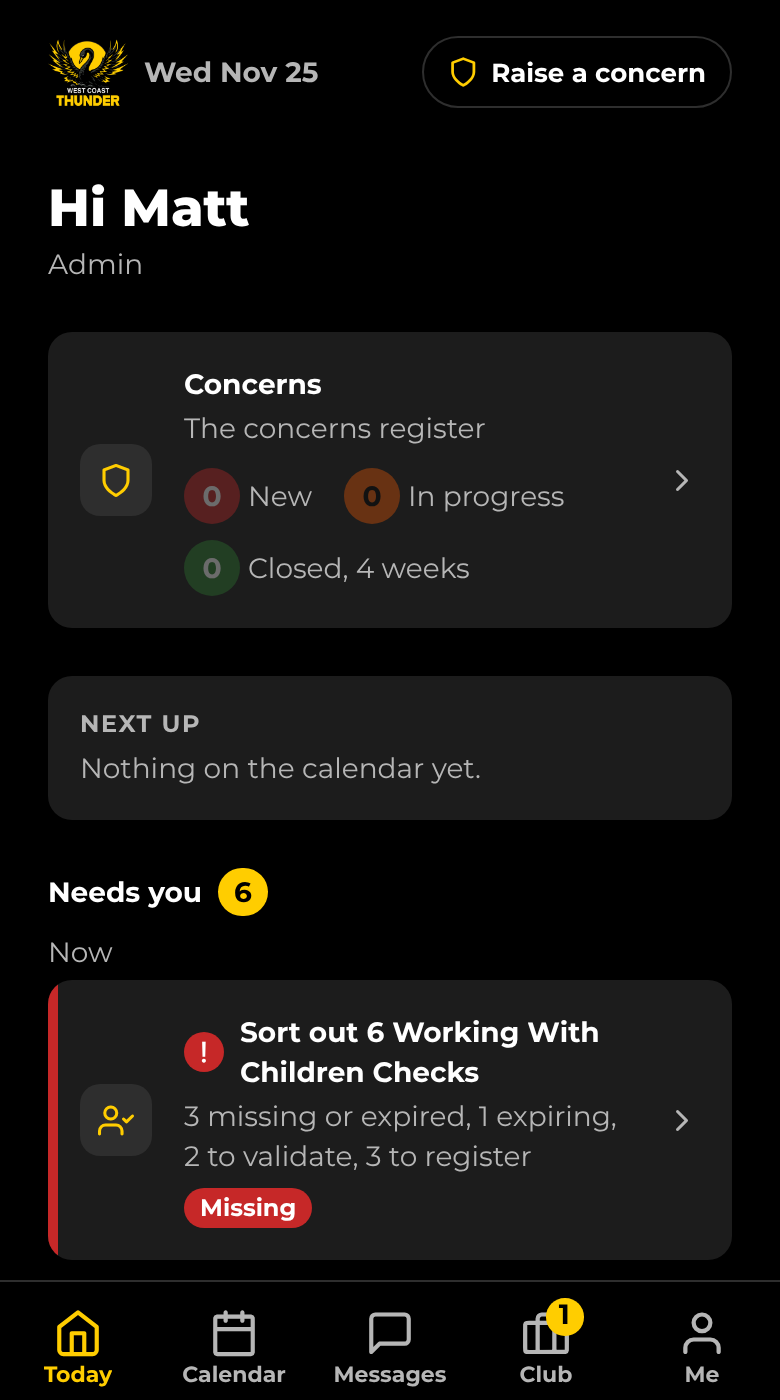 WEST COAST
THUNDER
Wed Nov 25
Raise a concern
Hi Matt
Admin
Concerns
The concerns register
0 New 0 In progress
0 Closed, 4 weeks
NEXT UP
Nothing on the calendar yet.
Needs you 6
Now
! Sort out 6 Working With
Children Checks
3 missing or expired, 1 expiring,
2 to validate, 3 to register
Missing
1
Today Calendar Messages Club Me